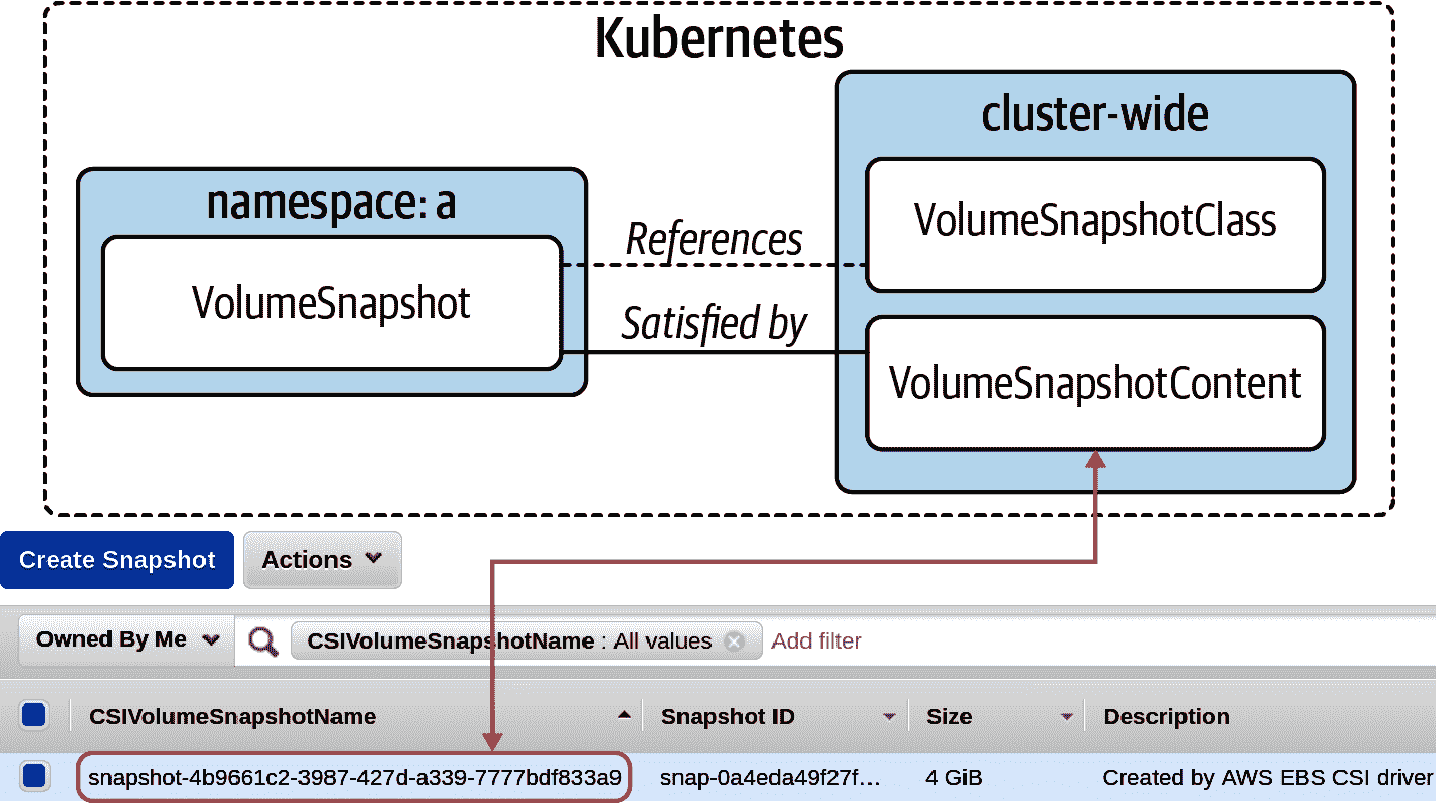 Kubernetes
cluster-wide
namespace: a
VolumeSnapshotClass
References
VolumeSnapshot
Satisfied by
VolumeSnapshotContent
Create Snapshot Actions
Owned By Me CSIVolumeSnapshotName : All values Add filter
CSIVolumeSnapshotName Snapshot ID Size Description
snapshot-4b9661c2-3987-427d-a339-7777bdf833a9 snap-0a4eda49f27f... 4 GiB Created by AWS EBS CSI driver